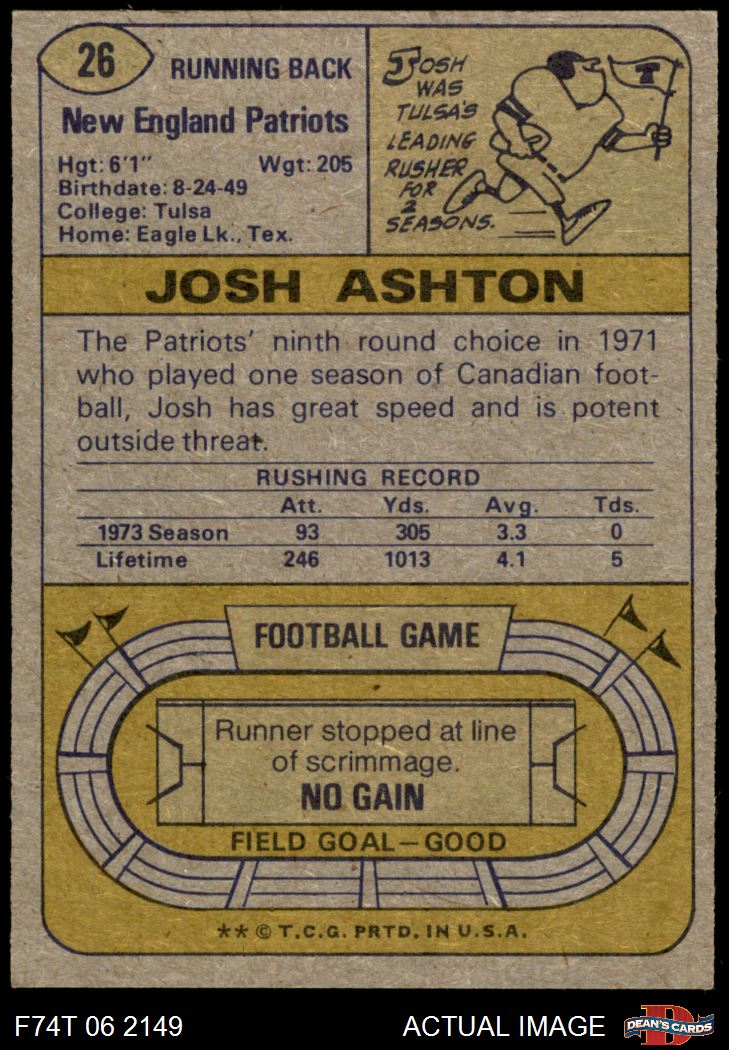 26
RUNNING BACK
New England Patriots
Hgt: 6'1" Wgt: 205
Birthdate: 8-24-49
College: Tulsa
Home: Eagle Lk., Tex.
JOSH
WAS
TULSA'S
LEADING
RUSHER
FOR
2
SEASONS.
T
JOSH ASHTON
The Patriots' ninth round choice in 1971
who played one season of Canadian foot-
ball, Josh has great speed and is potent
outside threat.
RUSHING RECORD
Att. Yds. Avg. Tds.
1973 Season 93 305 3.3 0
Lifetime 246 1013 4.1 5
FOOTBALL GAME
Runner stopped at line
of scrimmage.
NO GAIN
FIELD GOAL—GOOD
** © T.C.G. PRTD. IN U.S.A.
F74T 06 2149 ACTUAL IMAGE
D
DEAN'S CARDS